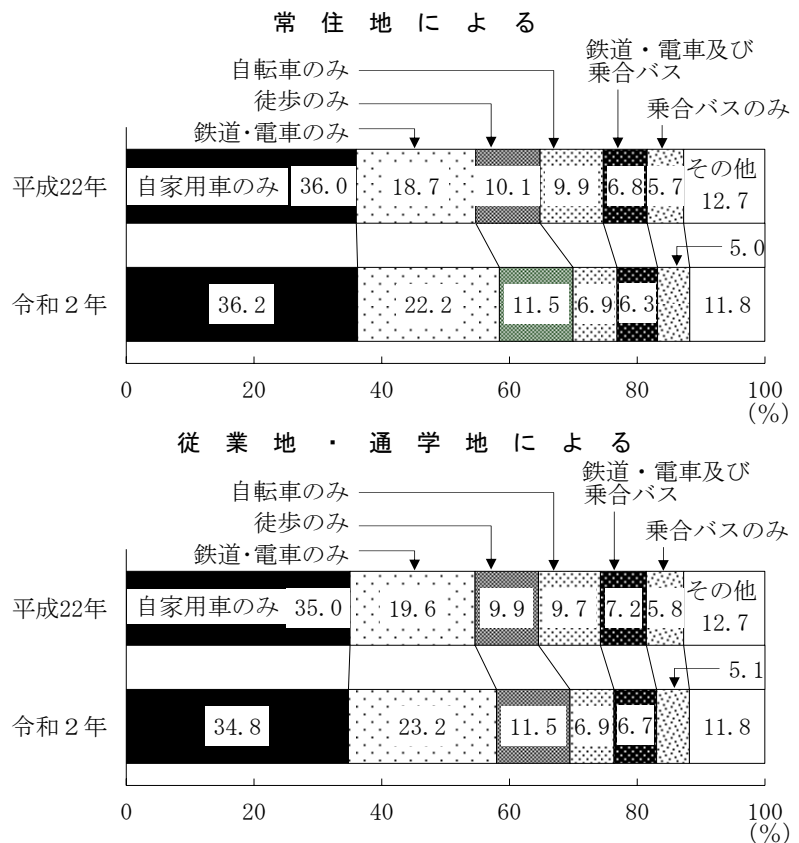 常住地による
鉄道・電車及び
乗合バス
自転車のみ
徒歩のみ
乗合バスのみ
鉄道・電車のみ
平成22年 自家用車のみ 36.0 18.7 10.1 9.9 6.8 5.7 その他
12.7
5.0
令和２年 36.2 22.2 11.5 6.9 6.3 11.8
0 20 40 60 80 100
(%)
従業地・通学地による
鉄道・電車及び
乗合バス
自転車のみ
徒歩のみ
乗合バスのみ
鉄道・電車のみ
平成22年 自家用車のみ 35.0 19.6 9.9 9.7 7.2 5.8 その他
12.7
5.1
令和２年 34.8 23.2 11.5 6.9 6.7 11.8
0 20 40 60 80 100
(%)